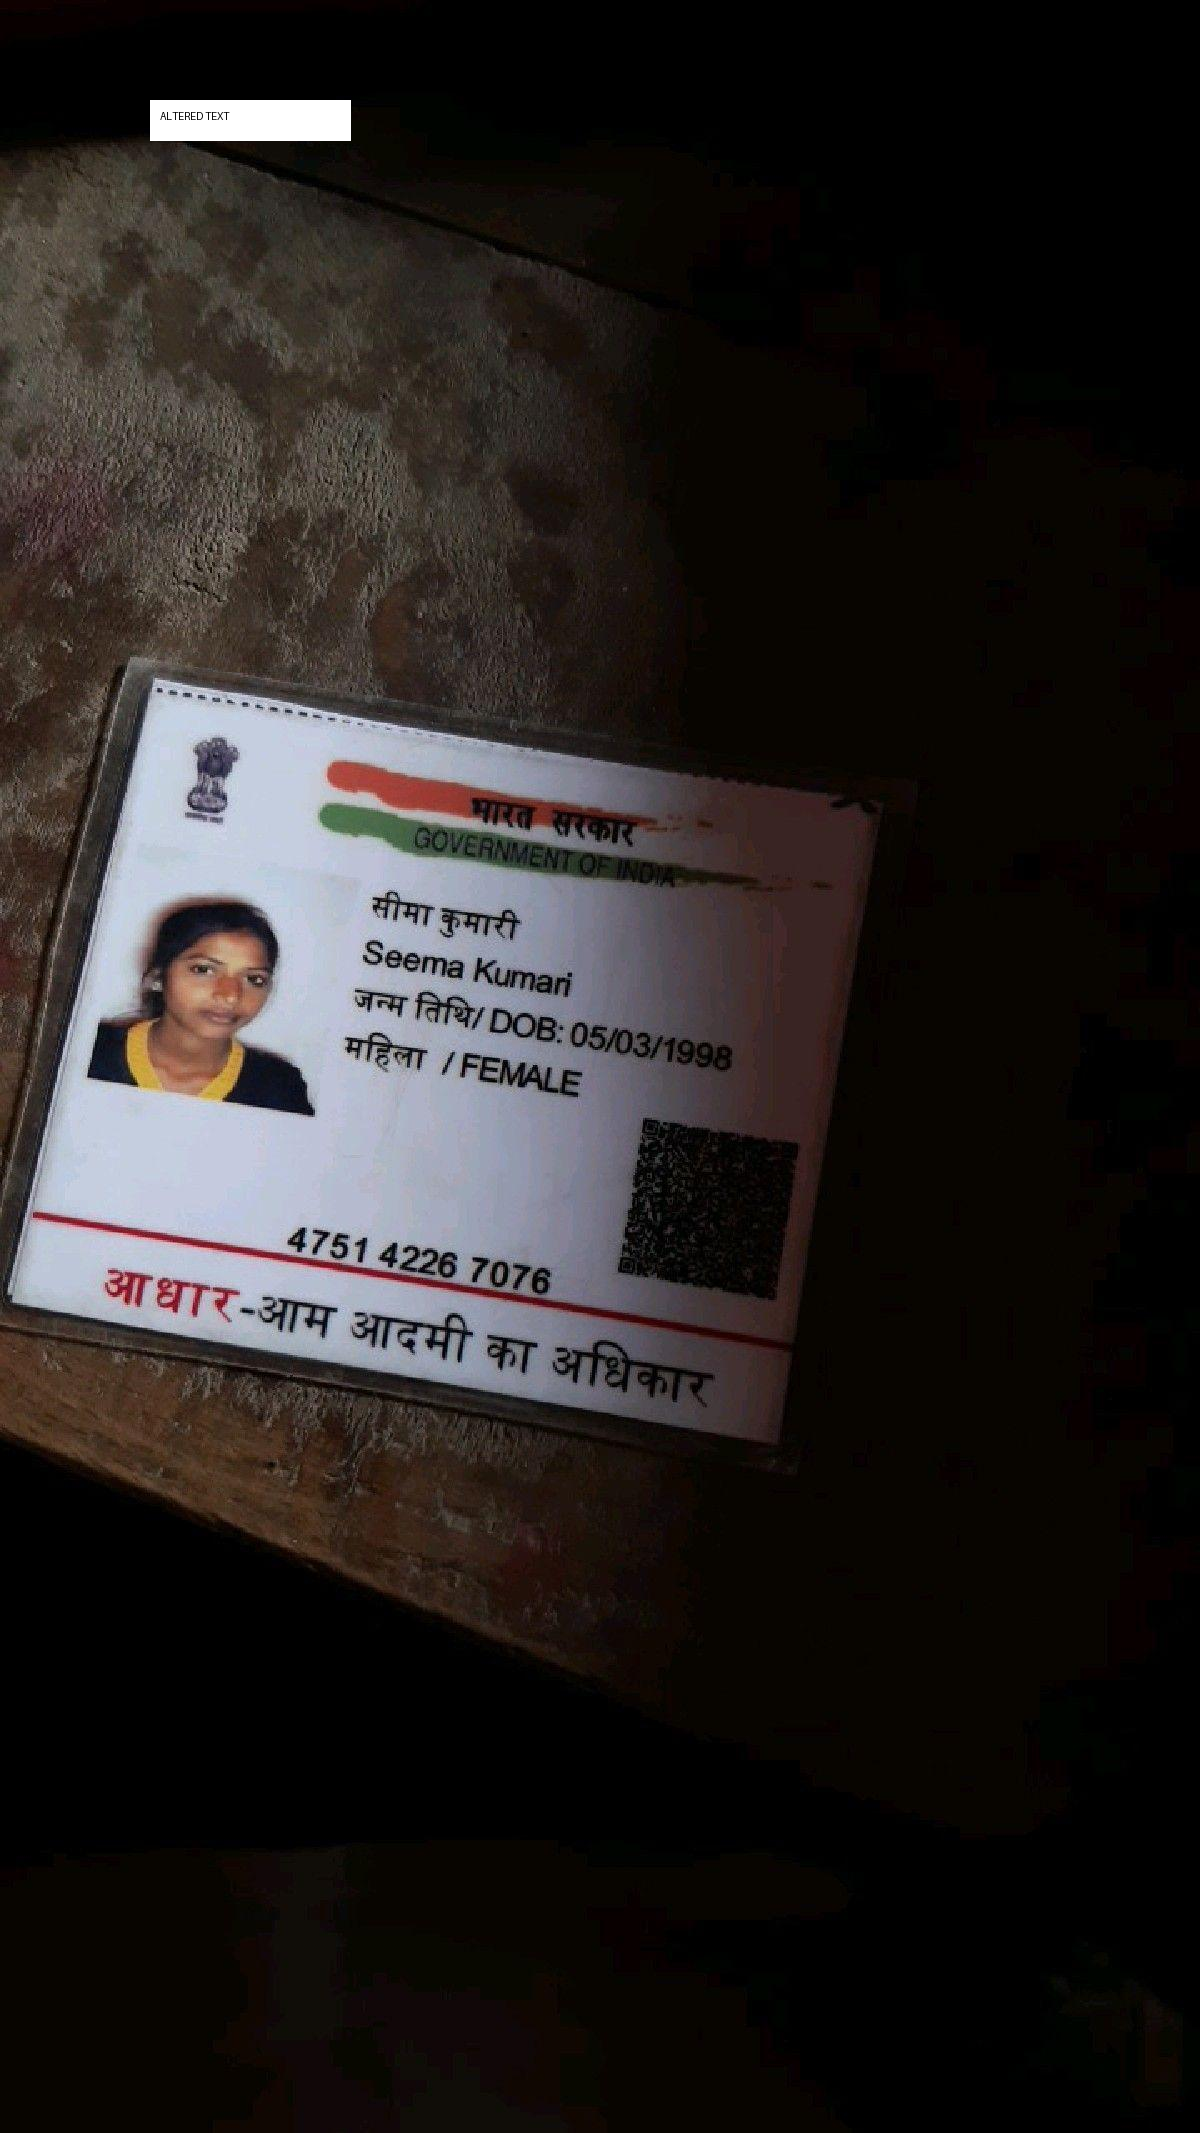 ALTERED TEXT
भारत सरकार
GOVERNMENT OF INDIA
सीमा कुमारी
Seema Kumari
जन्म तिथि/ DOB: 05/03/1998
महिला / FEMALE
4751 4226 7076
आधार-आम आदमी का अधिकार